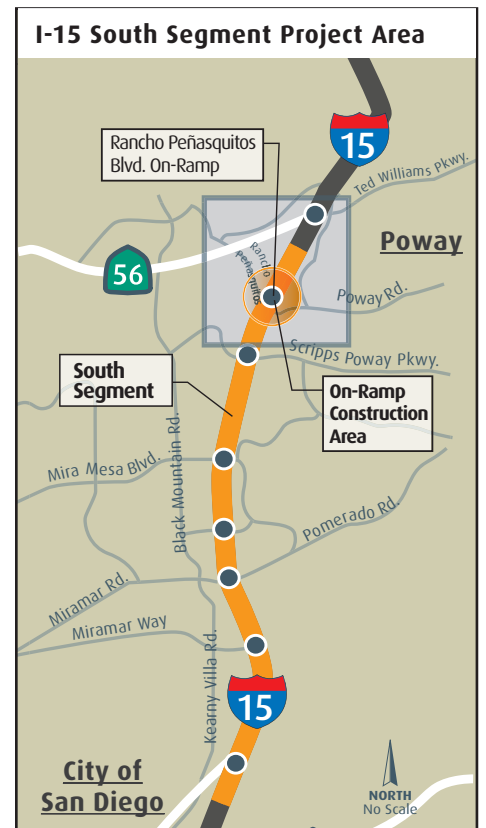 I-15 South Segment Project Area
15
Rancho Peñasquitos
Blvd. On-Ramp
Ted Williams Pkwy.
Poway
56
Rancho
Peñasquitos
Poway Rd.
Scripps Poway Pkwy.
South
Segment
On-Ramp
Construction
Area
Black Mountain Rd.
Mira Mesa Blvd.
Pomerado Rd.
Miramar Rd.
Miramar Way
Kearny Villa Rd.
15
City of
San Diego
NORTH
No Scale